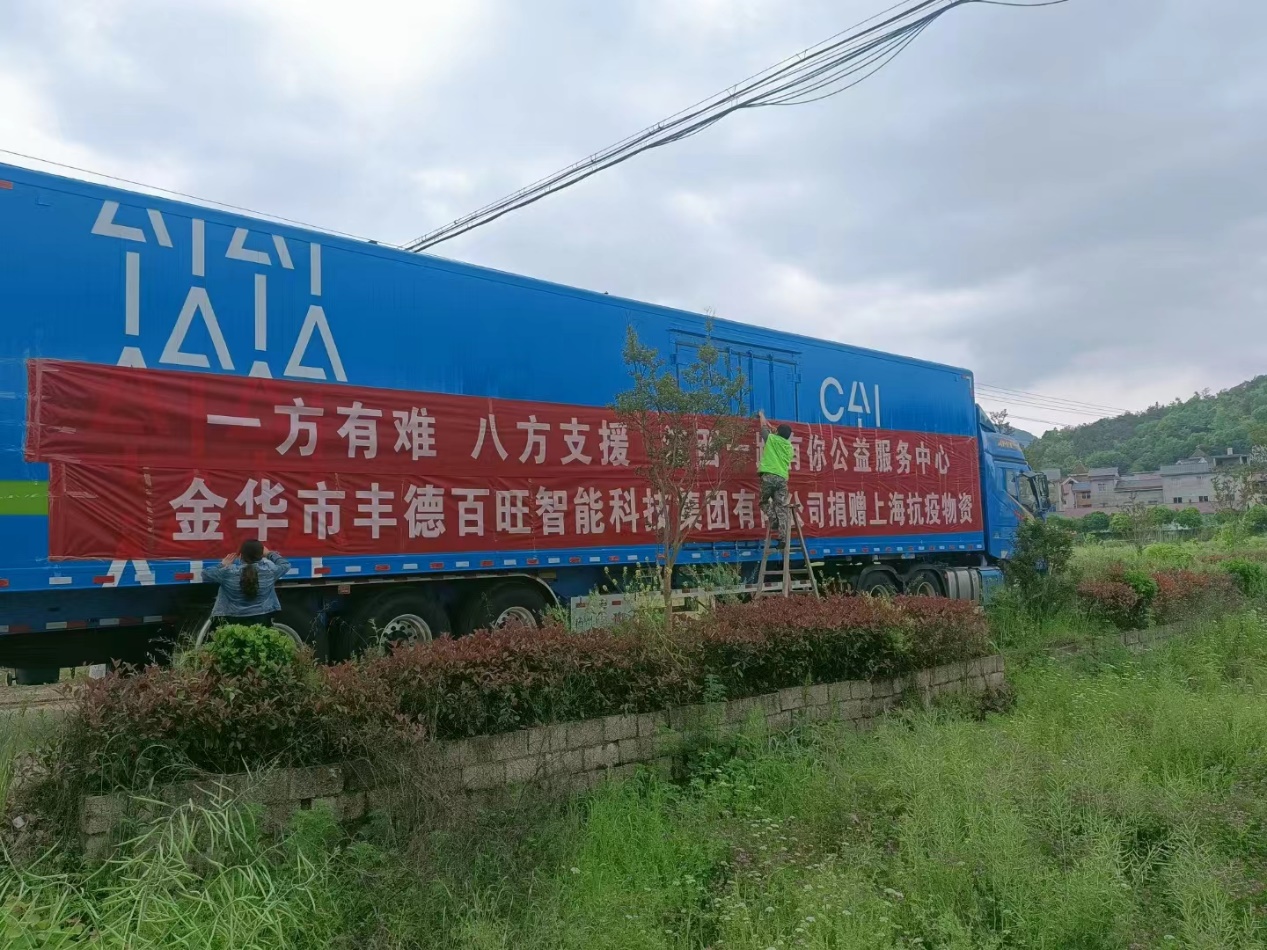 CAI
一方有难 八方支援 有你公益服务中心
金华市丰德百旺智能科技集团有限公司捐赠上海抗疫物资